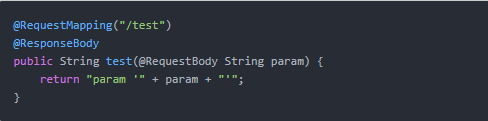 @RequestMapping("/test")
@ResponseBody
public String test(@RequestBody String param) {
    return "param '" + param + "'";
}